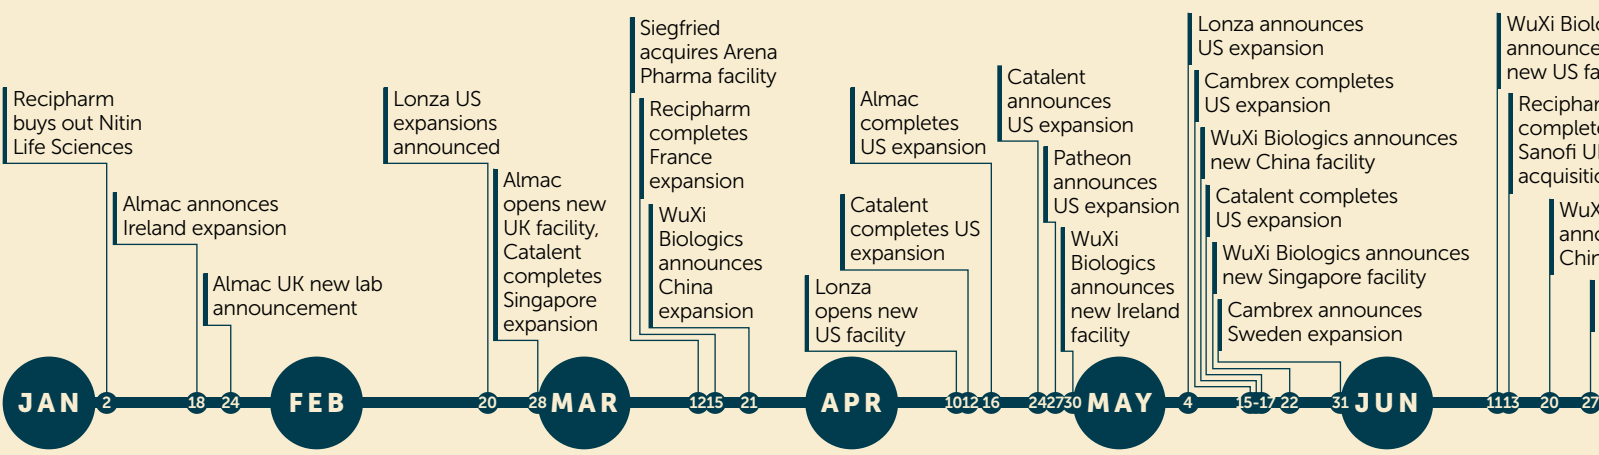 Recipharm
buys out Nitin
Life Sciences
Almac annonces
Ireland expansion
Almac UK new lab
announcement
Lonza US
expansions
announced
Almac
opens new
UK facility,
Catalent
completes
Singapore
expansion
Siegfried
acquires Arena
Pharma facility
Recipharm
completes
France
expansion
WuXi
Biologics
announces
China
expansion
Lonza
opens new
US facility
Catalent
completes US
expansion
Almac
completes
US expansion
Catalent
announces
US expansion
Patheon
announces
US expansion
WuXi
Biologics
announces
new Ireland
facility
Lonza announces
US expansion
Cambrex completes
US expansion
WuXi Biologics announces
new China facility
Catalent completes
US expansion
WuXi Biologics announces
new Singapore facility
Cambrex announces
Sweden expansion
WuXi
new US
Sanofi
JAN 2 18 24 FEB 20 28 MAR 12 15 21 APR 10 12 16 24 27 30 MAY 4 15-17 22 31 JUN 11 13 20 27